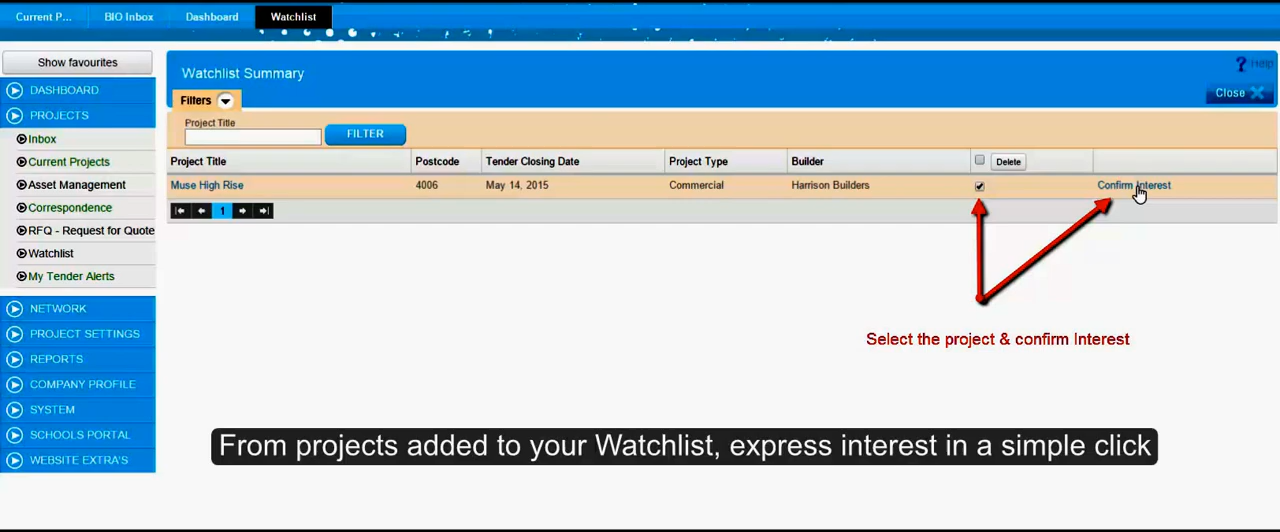 Current P... BIO Inbox Dashboard Watchlist
Show favourites
Watchlist Summary
Help
Close
DASHBOARD
PROJECTS
Inbox
Current Projects
Asset Management
Correspondence
RFQ - Request for Quote
Watchlist
My Tender Alerts
NETWORK
PROJECT SETTINGS
REPORTS
COMPANY PROFILE
SYSTEM
SCHOOLS PORTAL
WEBSITE EXTRA'S
Filters
Project Title
FILTER
Project Title Postcode Tender Closing Date Project Type Builder Delete
Muse High Rise 4006 May 14, 2015 Commercial Harrison Builders Confirm Interest
1
Select the project & confirm Interest
From projects added to your Watchlist, express interest in a simple click